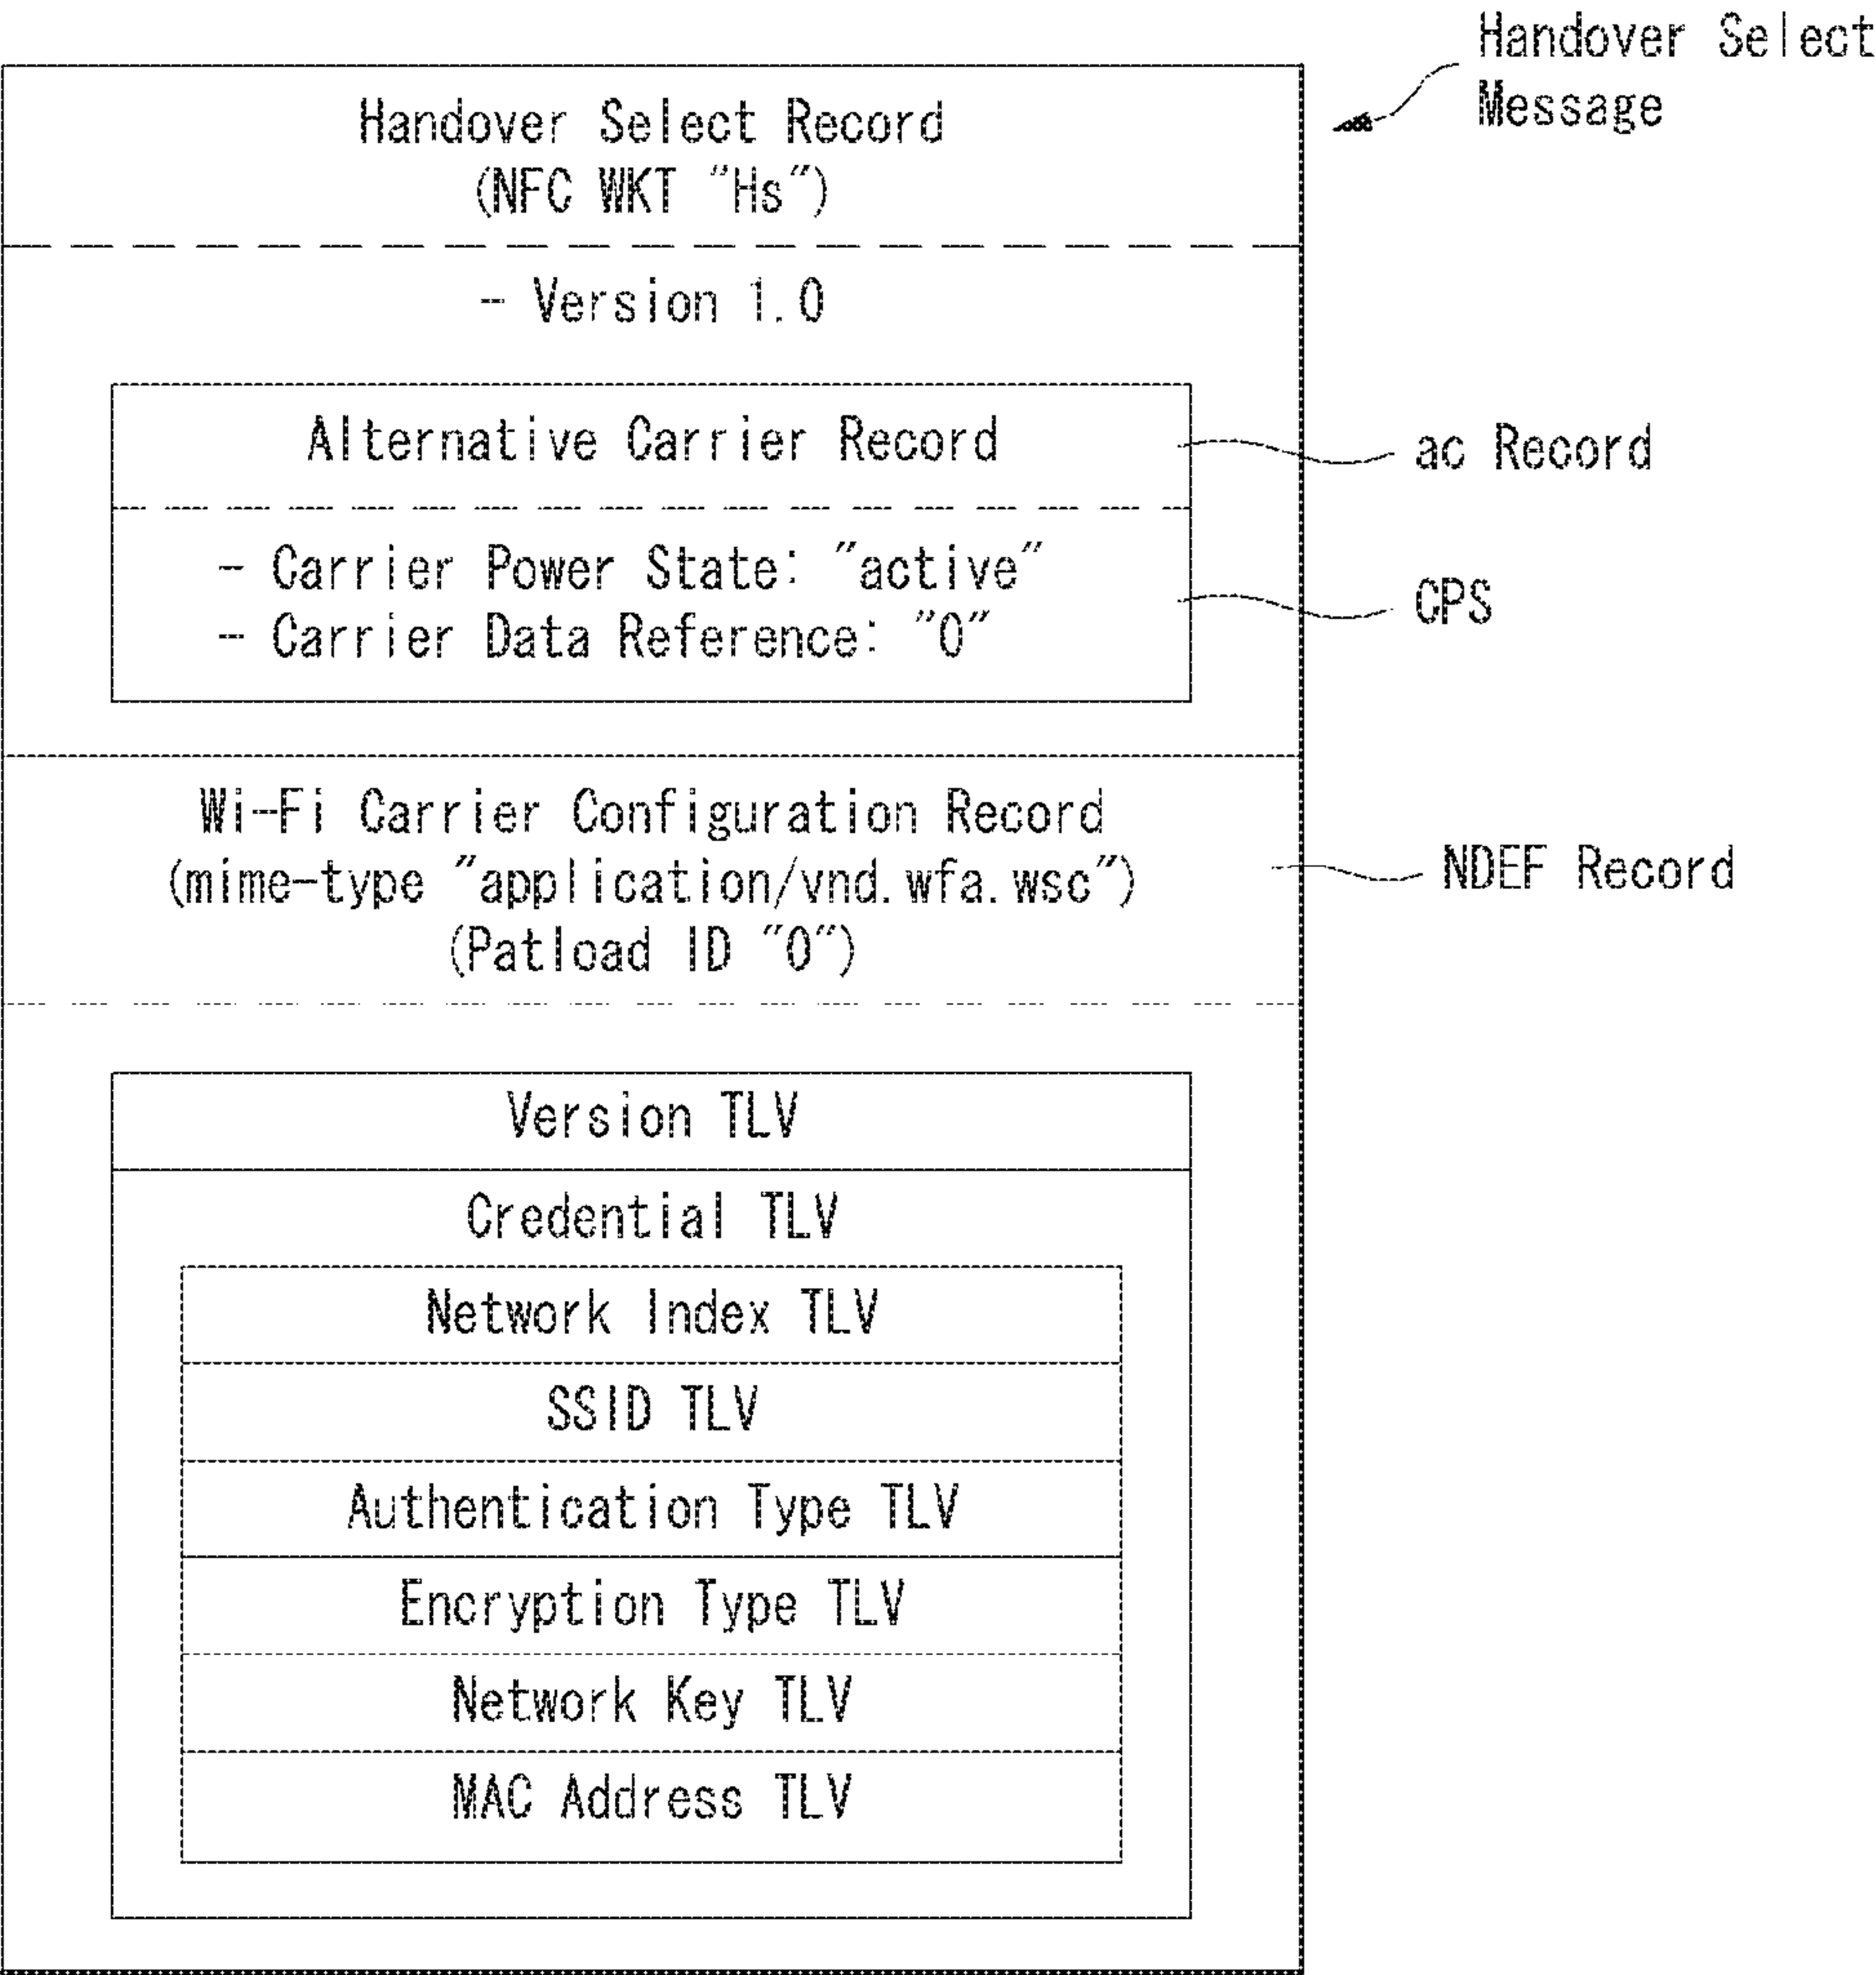 Handover Select
Message
Handover Select Record
(NFC WKT "Hs")
- Version 1.0
Alternative Carrier Record
ac Record
- Carrier Power State: "active"
CPS
- Carrier Data Reference: "0"
Wi-Fi Carrier Configuration Record
(mime-type "application/vnd.wfa.wsc")
NDEF Record
(Patload ID "0")
Version TLV
Credential TLV
Network Index TLV
SSID TLV
Authentication Type TLV
Encryption Type TLV
Network Key TLV
MAC Address TLV